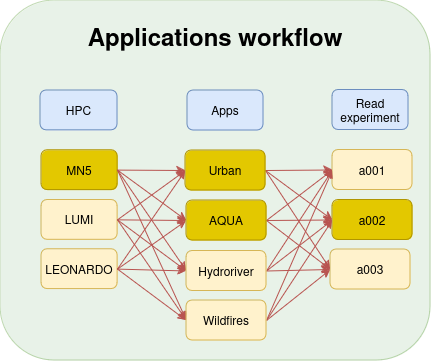 Applications workflow
HPC
Apps
Read
experiment
MN5
Urban
a001
LUMI
AQUA
a002
LEONARDO
Hydroriver
a003
Wildfires